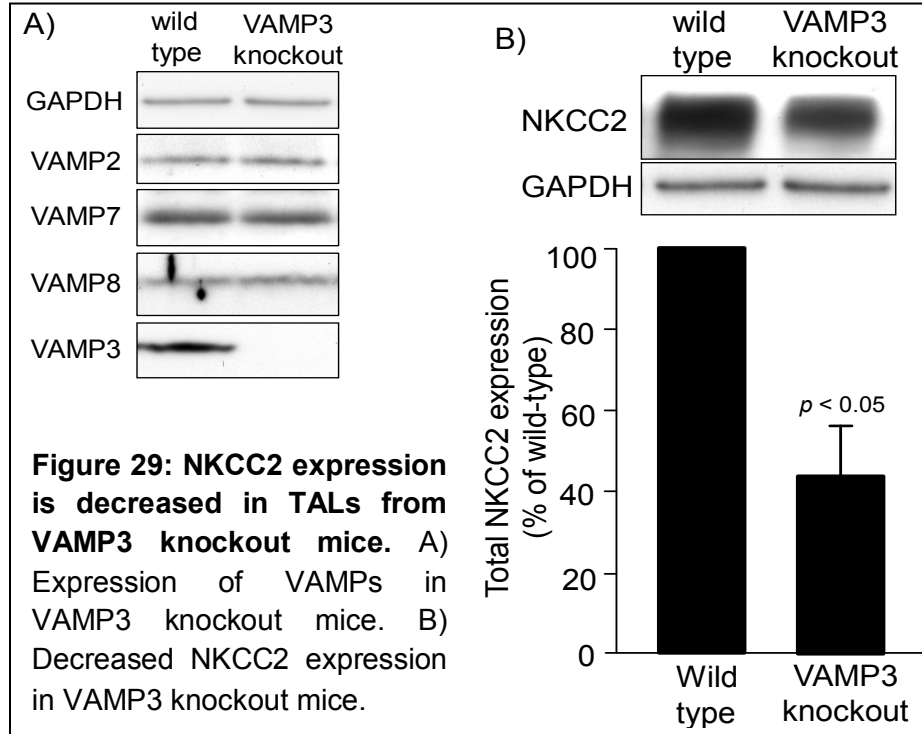 A)
wild type
VAMP3 knockout
GAPDH
VAMP2
VAMP7
VAMP8
VAMP3
Figure 29: NKCC2 expression
is decreased in TALs from
VAMP3 knockout mice. A)
Expression of VAMPs in
VAMP3 knockout mice. B)
Decreased NKCC2 expression
in VAMP3 knockout mice.
B)
wild type
VAMP3 knockout
NKCC2
GAPDH
Total NKCC2 expression
(% of wild-type)
100
80
60
40
20
0
p < 0.05
Wild type
VAMP3 knockout